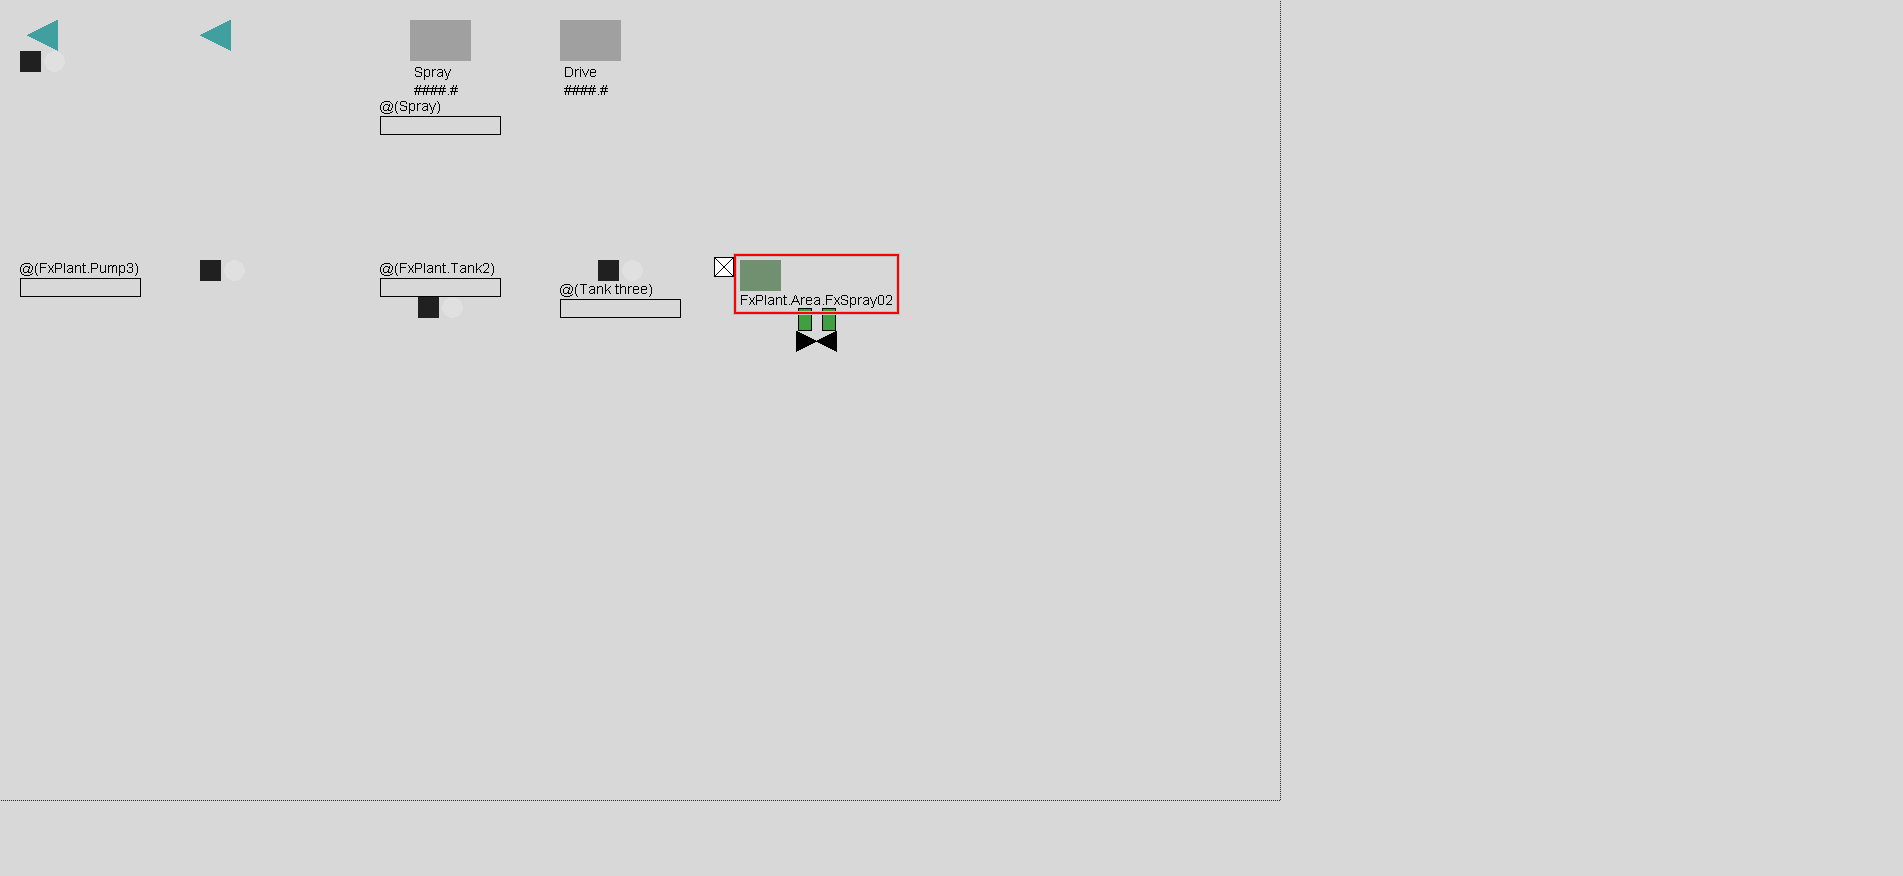 Spray
####.#
@(Spray)
Drive
####.#
@(FxPlant.Pump3)
@(FxPlant.Tank2)
@(Tank three)
FxPlant.Area.FxSpray02